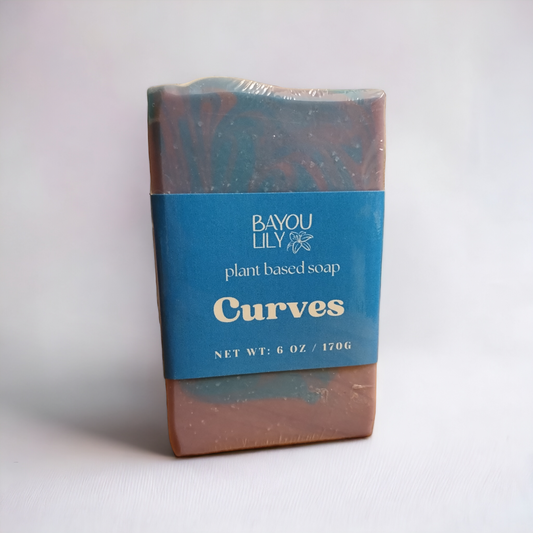 BAYOU
LILY
plant based soap
Curves
NET WT: 6 OZ / 170G